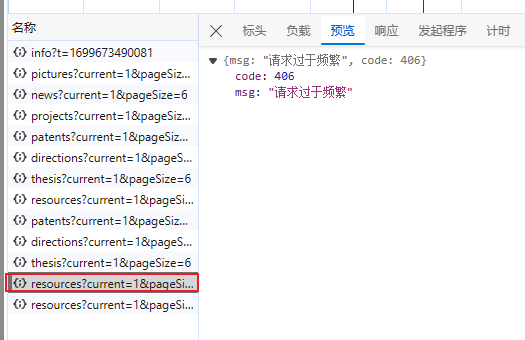 名称
标头 负载 预览 响应 发起程序 计时
info?t=1699673490081
pictures?current=1&pageSiz...
news?current=1&pageSize=6
projects?current=1&pageSiz...
patents?current=1&pageSiz...
directions?current=1&pageS...
thesis?current=1&pageSize=6
resources?current=1&pageSi...
patents?current=1&pageSiz...
directions?current=1&pageS...
thesis?current=1&pageSize=6
resources?current=1&pageSi...
resources?current=1&pageSi...
{msg: "请求过于频繁", code: 406}
code: 406
msg: "请求过于频繁"